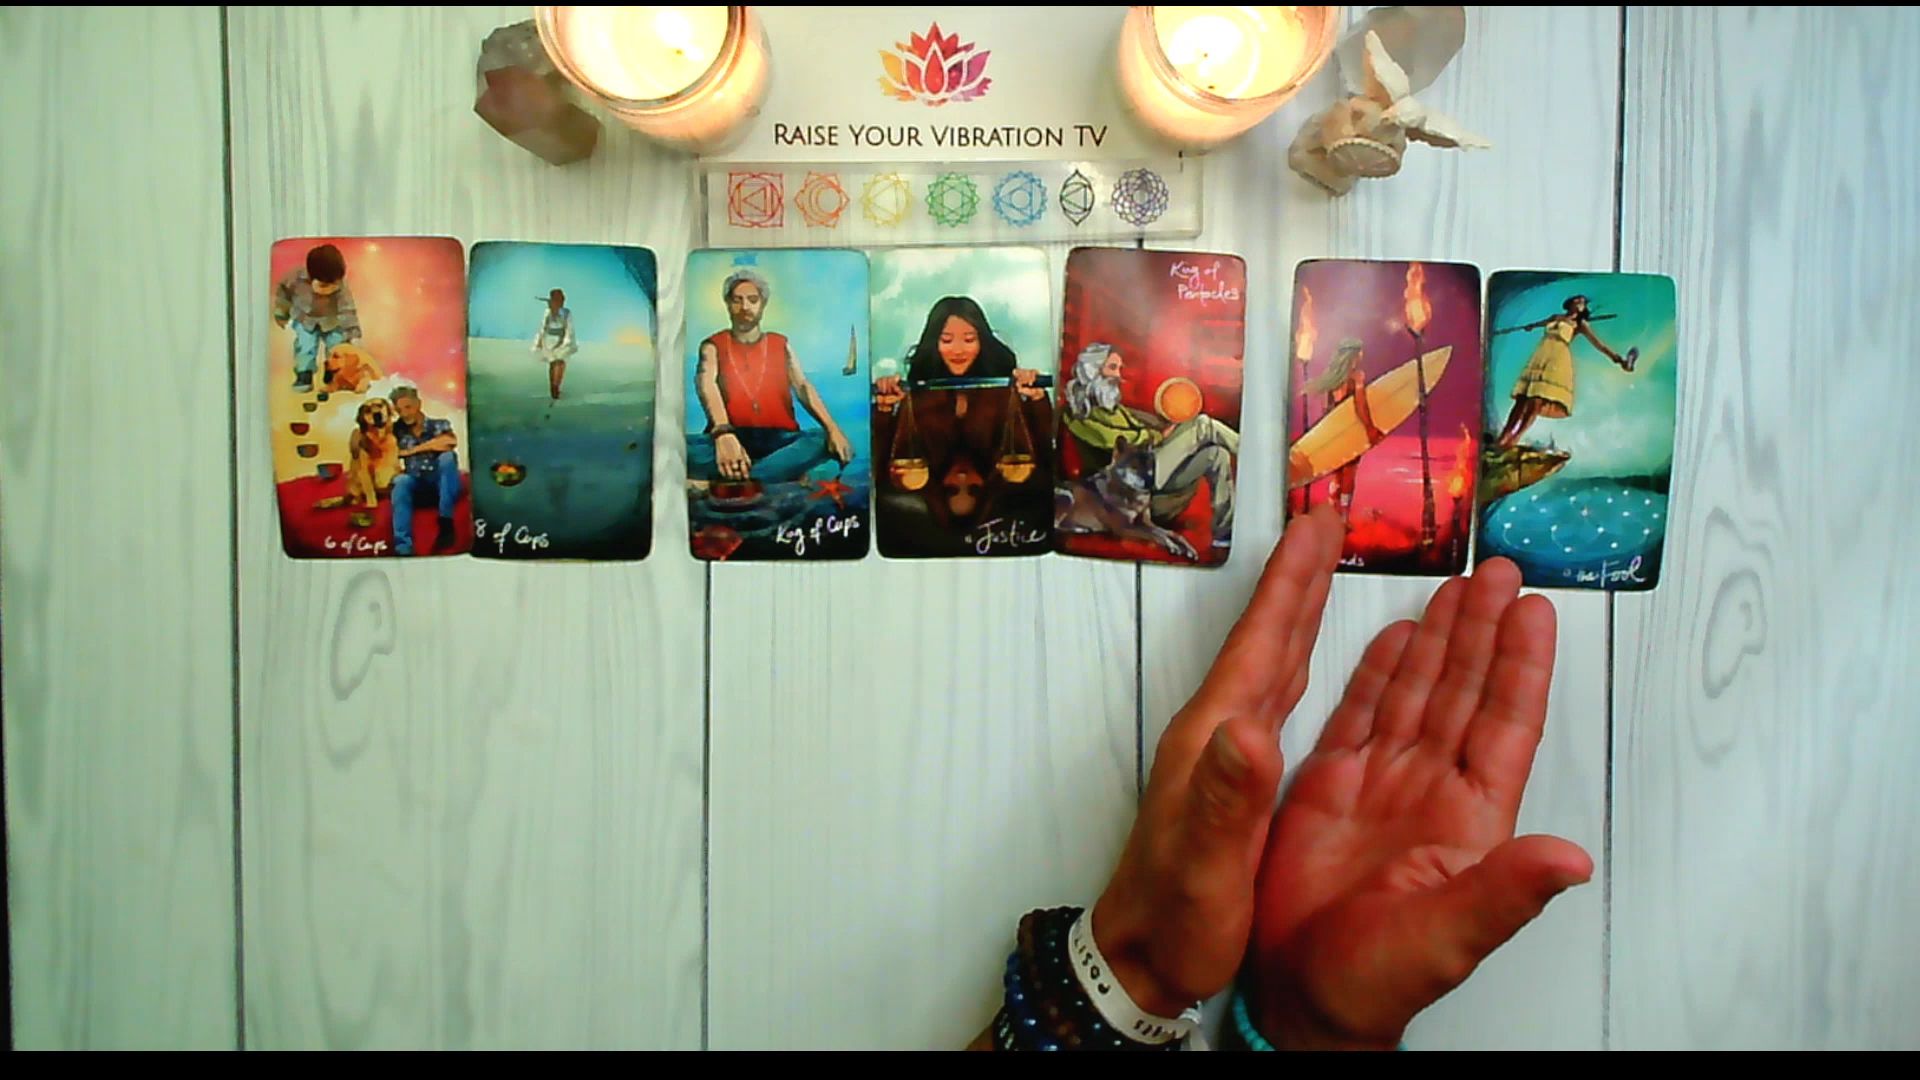 RAISE YOUR VIBRATION TV
6 of Cups
8 of Cups
King of Cups
Justice
King of
Pentacles
the Fool
POSITI